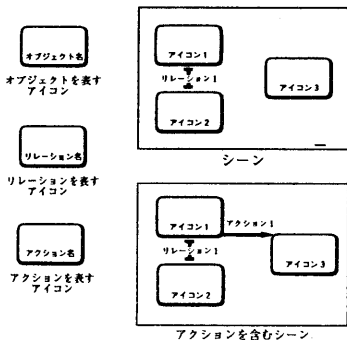 オブジェクト名
オブジェクトを表す
アイコン
リレーション名
リレーションを表す
アイコン
アクション名
アクションを表す
アイコン
アイコン1
リレーション1
アイコン2
アイコン3
シーン
アイコン1
アクション1
リレーション1
アイコン2
アイコン3
アクションを含むシーン